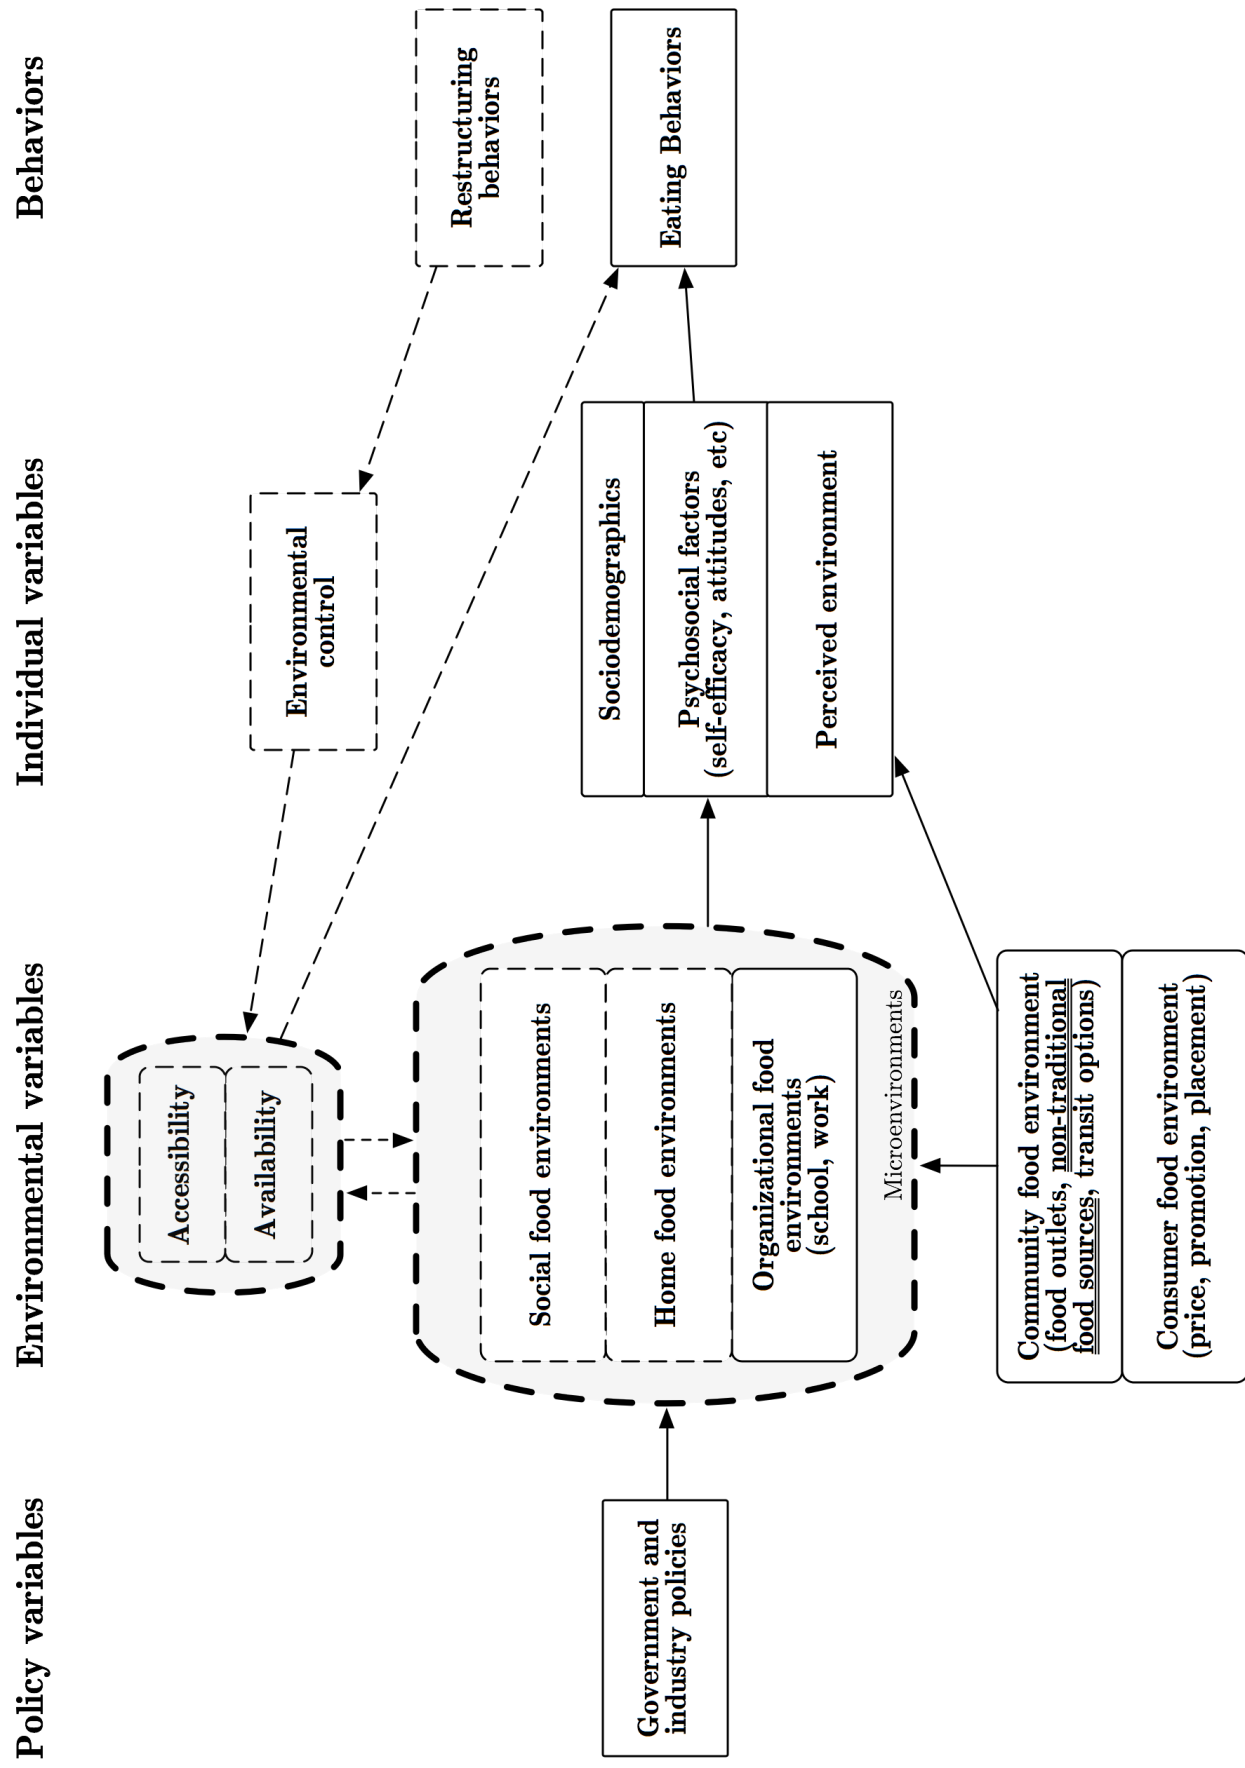 Policy variables
Environmental variables
Individual variables
Behaviors
Accessibility
Availability
Environmental
control
Restructuring
behaviors
Government and
industry policies
Social food environments
Home food environments
Organizational food
environments
(school, work)
Microenvironments
Sociodemographics
Psychosocial factors
(self-efficacy, attitudes, etc)
Perceived environment
Eating Behaviors
Community food environment
(food outlets, non-traditional
food sources, transit options)
Consumer food environment
(price, promotion, placement)